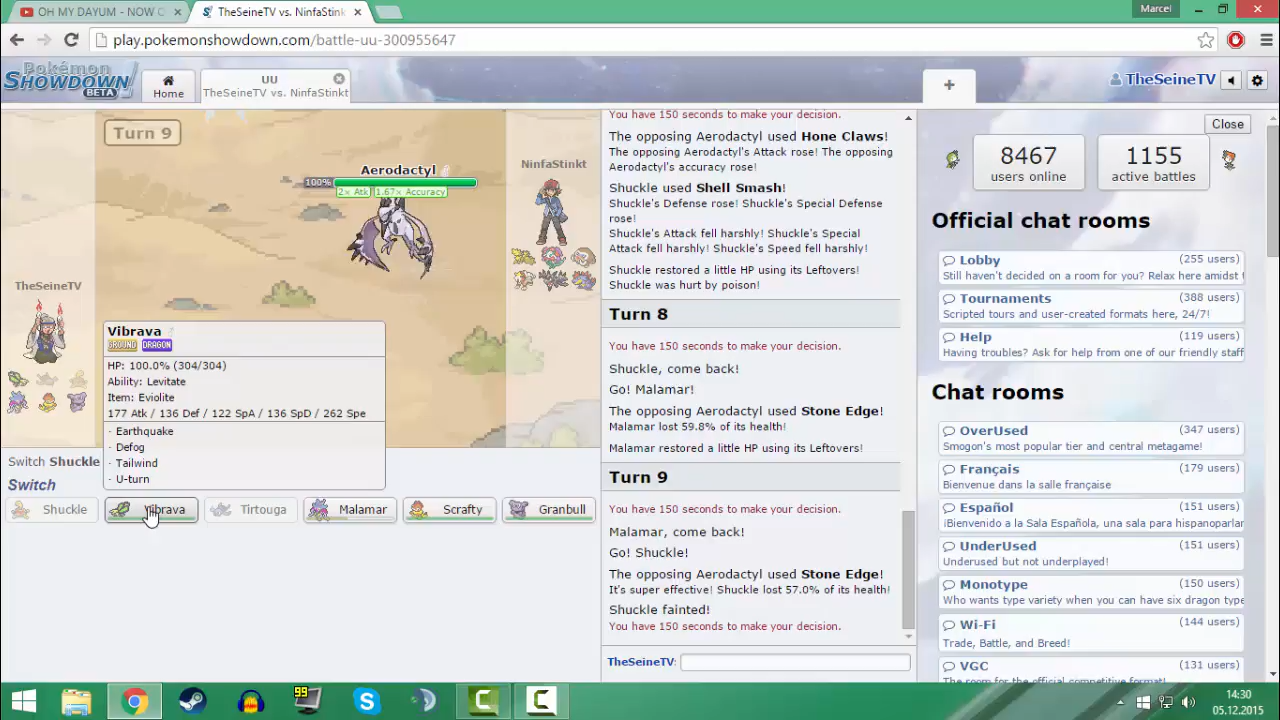 OH MY DAYUM - NOW C
TheSeineTV vs. NinfaStink
Marcel
play.pokemonshowdown.com/battle-uu-300955647
Pokémon
SHOWDOWN
BETA
Home
UU
TheSeineTV vs. NinfaStinkt
TheSeineTV
Turn 9
Aerodactyl
100%
2× Atk 1.67× Accuracy
NinfaStinkt
TheSeineTV
Vibrava
GROUND DRAGON
HP: 100.0% (304/304)
Ability: Levitate
Item: Eviolite
177 Atk / 136 Def / 122 SpA / 136 SpD / 262 Spe
· Earthquake
· Defog
· Tailwind
· U-turn
Switch Shuckle
Switch
Shuckle
Vibrava
Tirtouga
Malamar
Scrafty
Granbull
You have 150 seconds to make your decision.
The opposing Aerodactyl used Hone Claws!
The opposing Aerodactyl's Attack rose! The opposing
Aerodactyl's accuracy rose!
Shuckle used Shell Smash!
Shuckle's Defense rose! Shuckle's Special Defense
rose!
Shuckle's Attack fell harshly! Shuckle's Special
Attack fell harshly! Shuckle's Speed fell harshly!
Shuckle restored a little HP using its Leftovers!
Shuckle was hurt by poison!
Turn 8
You have 150 seconds to make your decision.
Shuckle, come back!
Go! Malamar!
The opposing Aerodactyl used Stone Edge!
Malamar lost 59.8% of its health!
Malamar restored a little HP using its Leftovers!
Turn 9
You have 150 seconds to make your decision.
Malamar, come back!
Go! Shuckle!
The opposing Aerodactyl used Stone Edge!
It's super effective! Shuckle lost 57.0% of its health!
Shuckle fainted!
You have 150 seconds to make your decision.
TheSeineTV:
Close
8467
users online
1155
active battles
Official chat rooms
Lobby (255 users)
Still haven't decided on a room for you? Relax here amidst t
Tournaments (388 users)
Scripted tours and user-created formats here, 24/7!
Help (119 users)
Having troubles? Ask for help from one of our friendly staff
Chat rooms
OverUsed (347 users)
Smogon's most popular tier and central metagame!
Français (179 users)
Bienvenue dans la salle française
Español (151 users)
¡Bienvenido a la Sala Española, una sala para hispanoparlan
UnderUsed (151 users)
Underused but not underplayed!
Monotype (150 users)
Who wants type variety when you can have six dragon type
Wi-Fi (144 users)
Trade, Battle, and Breed!
VGC (131 users)
The room for the official competitive format!
99
14:30
05.12.2015